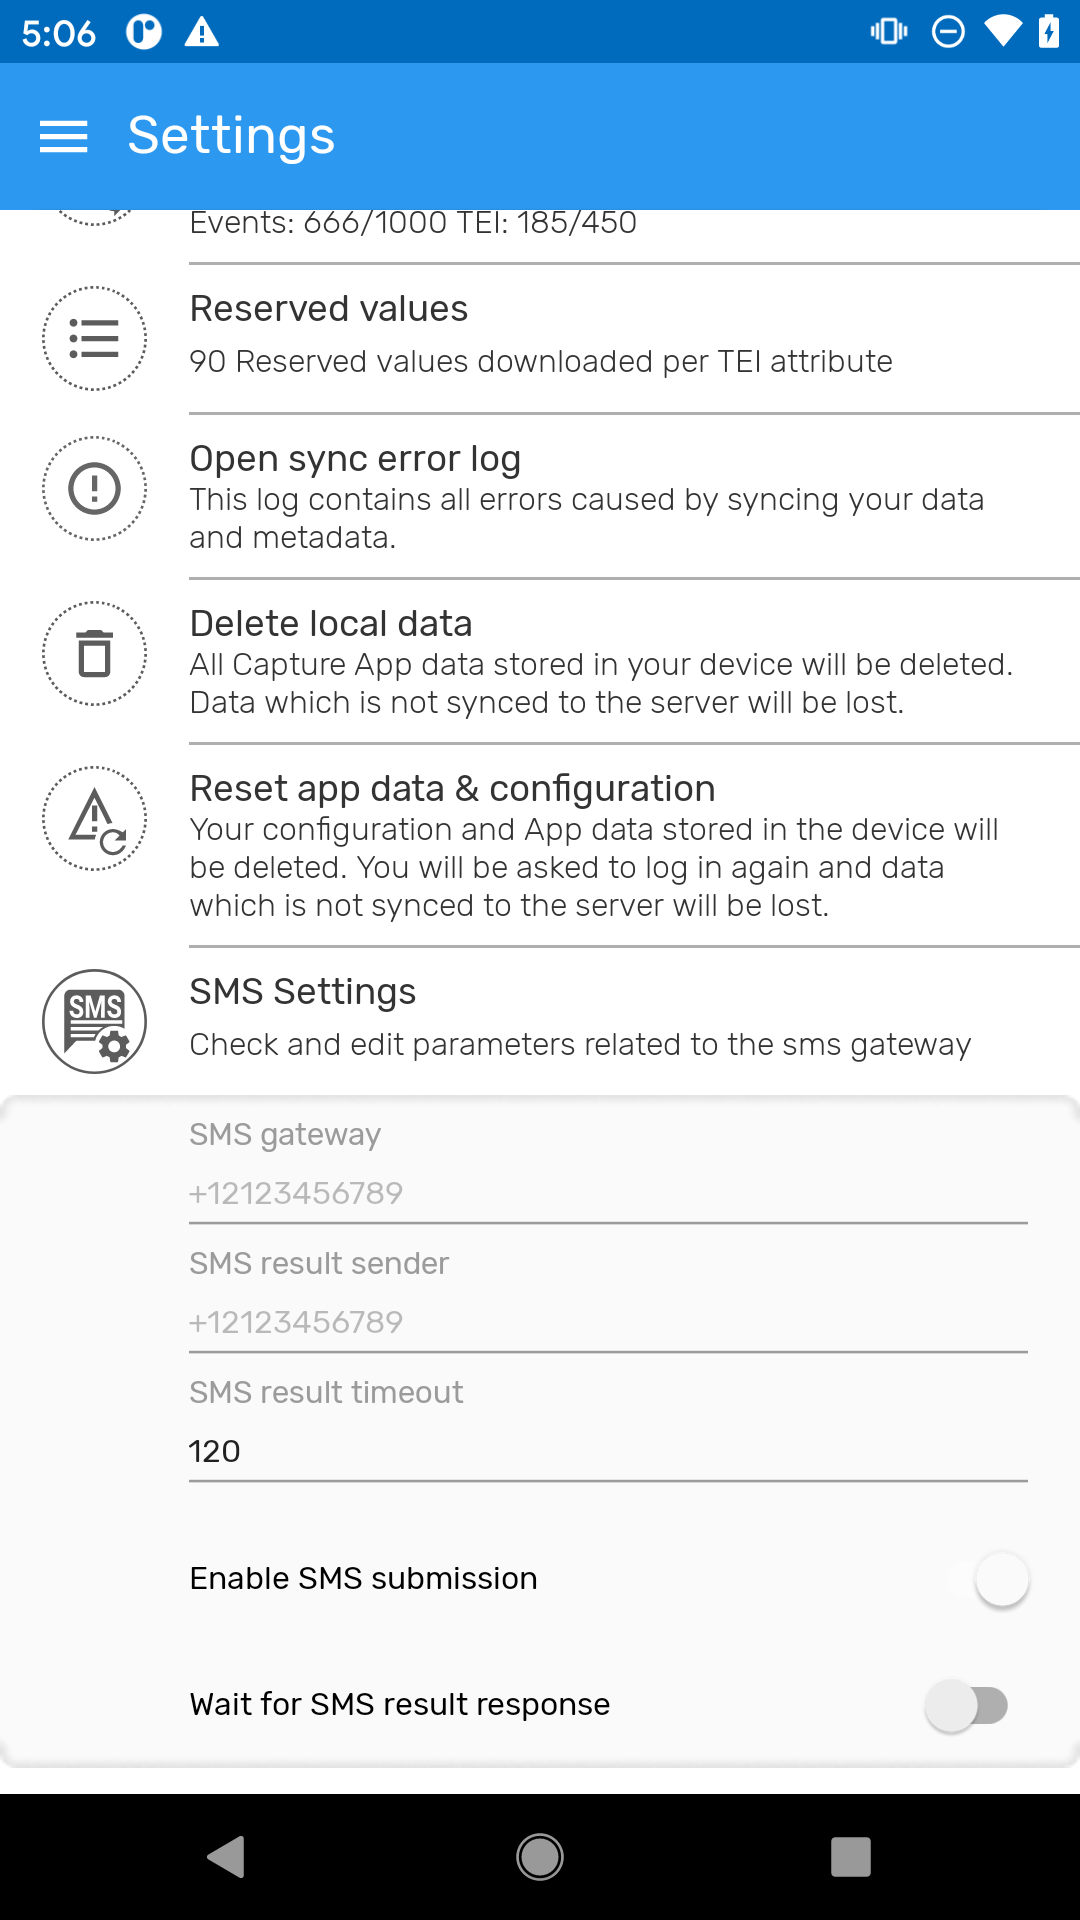 5:06
Settings
Events: 666/1000 TEI: 185/450
Reserved values
90 Reserved values downloaded per TEI attribute
Open sync error log
This log contains all errors caused by syncing your data
and metadata.
Delete local data
All Capture App data stored in your device will be deleted.
Data which is not synced to the server will be lost.
Reset app data & configuration
Your configuration and App data stored in the device will
be deleted. You will be asked to log in again and data
which is not synced to the server will be lost.
SMS
SMS Settings
Check and edit parameters related to the sms gateway
SMS gateway
+12123456789
SMS result sender
+12123456789
SMS result timeout
120
Enable SMS submission
Wait for SMS result response